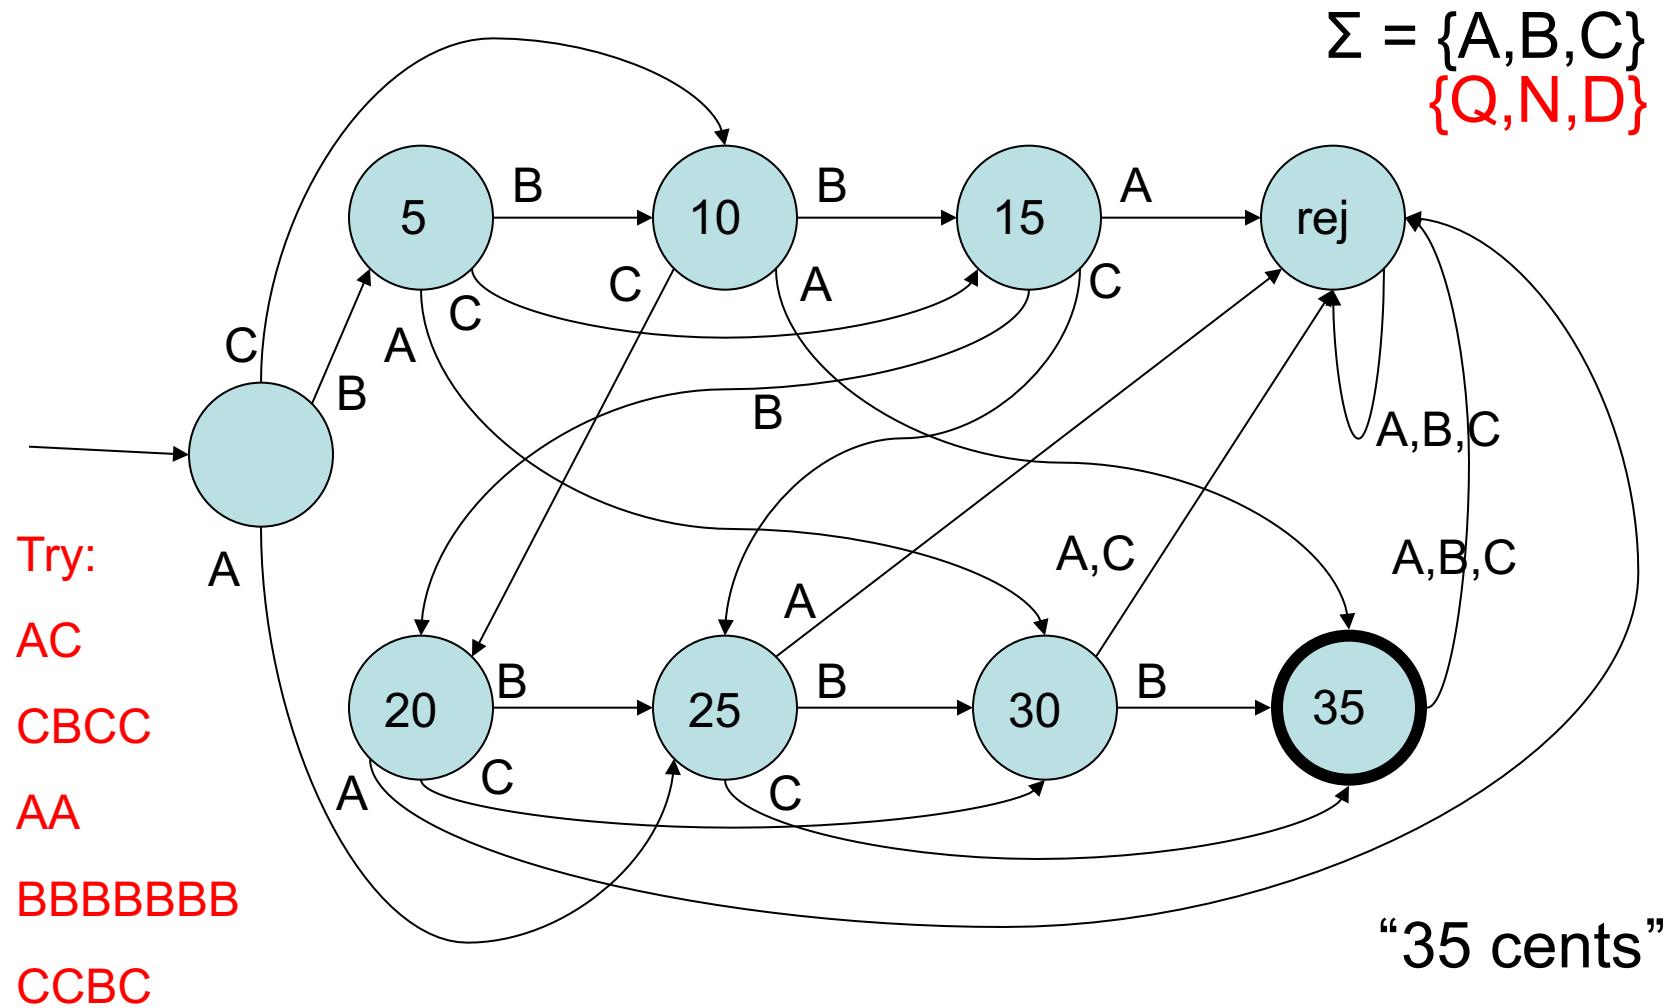 Σ = {A,B,C}
{Q,N,D}
5
B
10
B
15
A
rej
C
C
A
C
C
A
B
B
A,B,C
A,C
A,B,C
Try:
A
A
AC
20
B
25
B
30
B
35
CBCC
A
C
C
AA
BBBBBBB
“35 cents”
CCBC